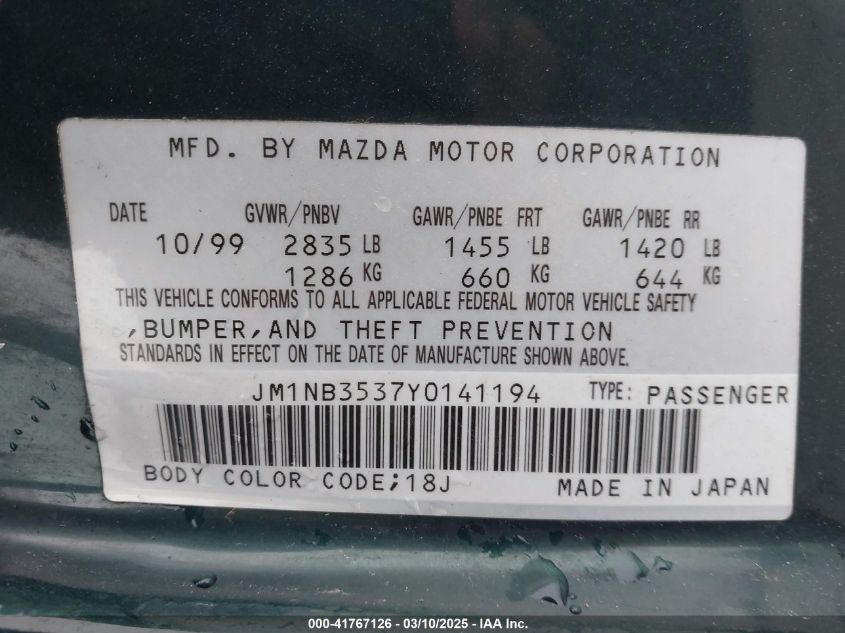 MFD. BY MAZDA MOTOR CORPORATION
DATE GVWR/PNBV GAWR/PNBE FRT GAWR/PNBE RR
10/99 2835 LB 1455 LB 1420 LB
1286 KG 660 KG 644 KG
THIS VEHICLE CONFORMS TO ALL APPLICABLE FEDERAL MOTOR VEHICLE SAFETY
,BUMPER,AND THEFT PREVENTION
STANDARDS IN EFFECT ON THE DATE OF MANUFACTURE SHOWN ABOVE.
JM1NB3537Y0141194 TYPE: PASSENGER
BODY COLOR CODE;18J MADE IN JAPAN
000-41767126 - 03/10/2025 - IAA Inc.